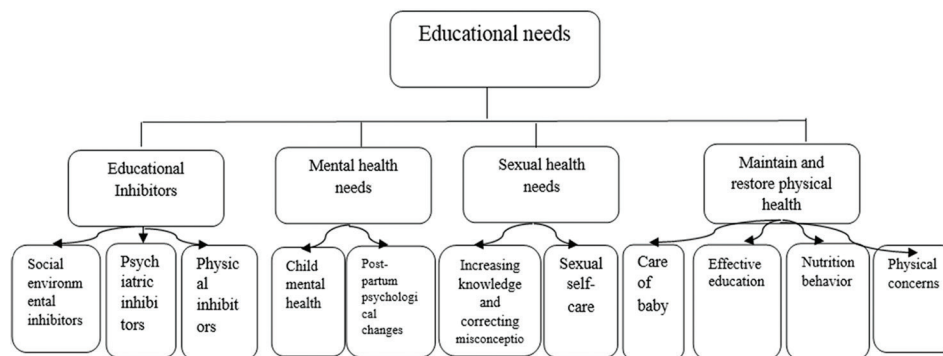 Educational needs
Educational
Inhibitors
Mental health
needs
Sexual health
needs
Maintain and
restore physical
health
Social
environm
ental
inhibitors
Psych
iatric
inhibi
tors
Physic
al
inhibit
ors
Child
mental
health
Post-
partum
psychologi
cal
changes
Increasing
knowledge
and
correcting
misconceptio
Sexual
self-
care
Care
of
baby
Effective
education
Nutrition
behavior
Physical
concerns